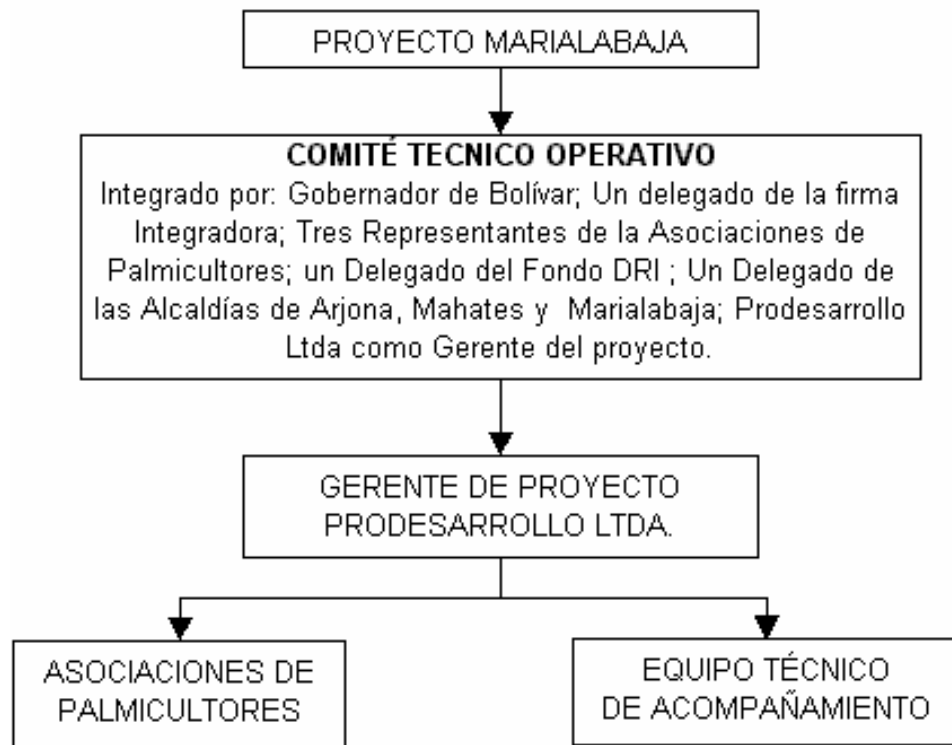 PROYECTO MARIALABAJA
COMITÉ TECNICO OPERATIVO
Integrado por: Gobernador de Bolívar; Un delegado de la firma
Integradora; Tres Representantes de la Asociaciones de
Palmicultores; un Delegado del Fondo DRI ; Un Delegado de
las Alcaldías de Arjona, Mahates y Marialabaja; Prodesarrollo
Ltda como Gerente del proyecto.
GERENTE DE PROYECTO
PRODESARROLLO LTDA.
ASOCIACIONES DE
PALMICULTORES
EQUIPO TÉCNICO
DE ACOMPAÑAMIENTO